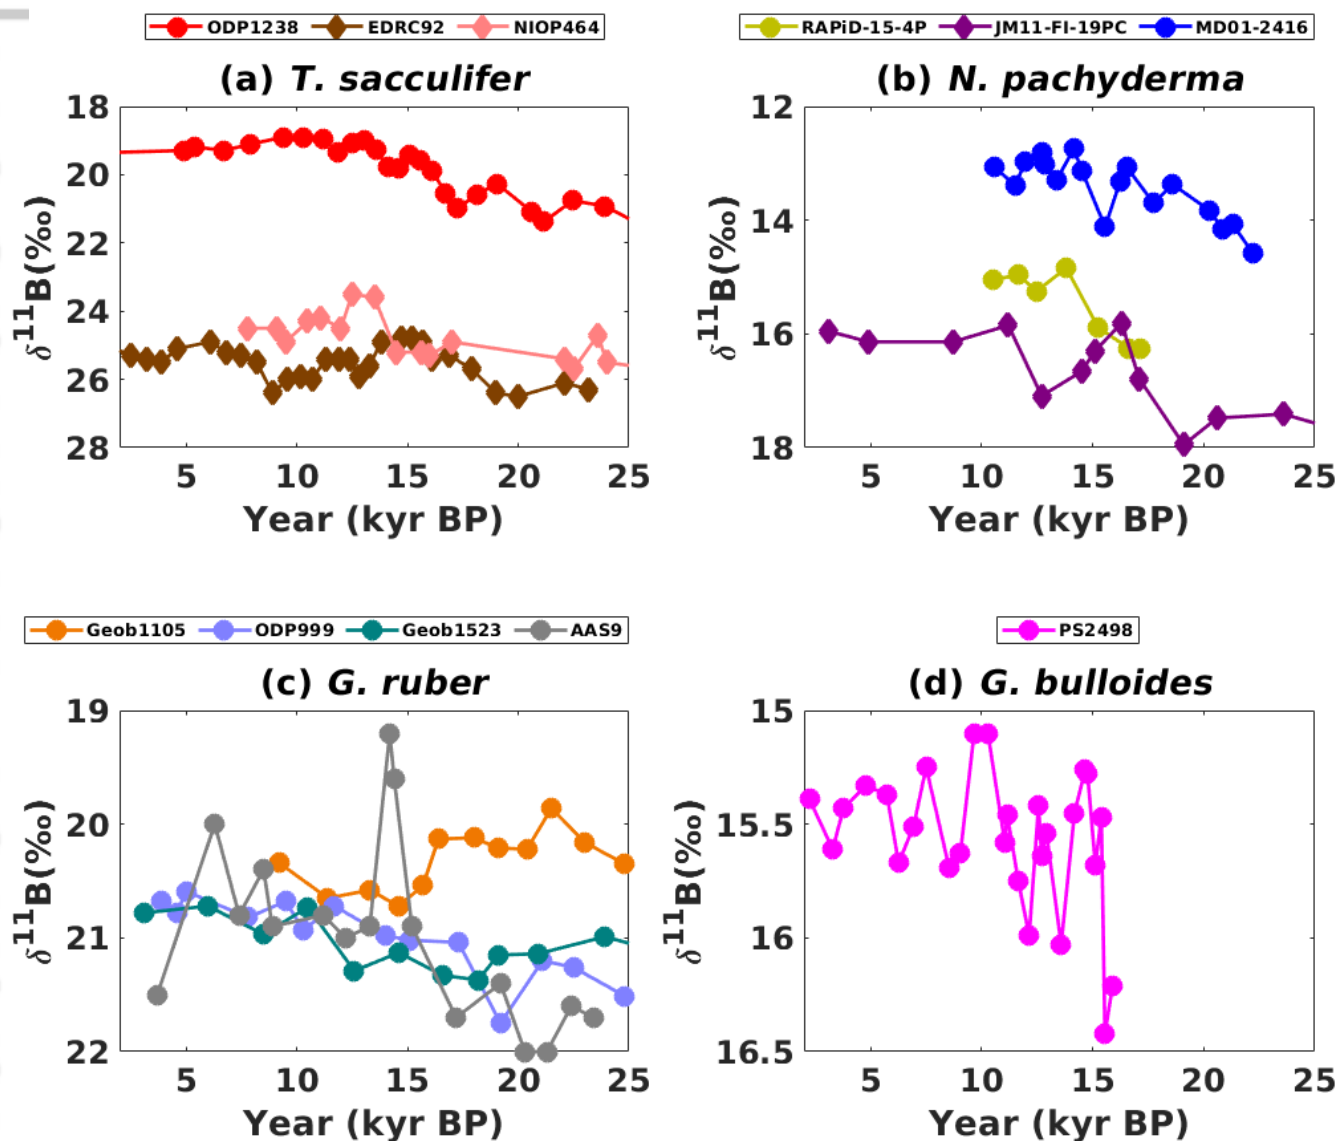 ODP1238 EDRC92 NIOP464
RAPiD-15-4P JM11-FI-19PC MD01-2416
(a) T. sacculifer
(b) N. pachyderma
18
20
22
24
26
28
δ¹¹B(‰)
5 10 15 20 25
Year (kyr BP)
12
14
16
18
δ¹¹B(‰)
5 10 15 20 25
Year (kyr BP)
Geob1105 ODP999 Geob1523 AAS9
PS2498
(c) G. ruber
(d) G. bulloides
19
20
21
22
δ¹¹B(‰)
5 10 15 20 25
Year (kyr BP)
15
15.5
16
16.5
δ¹¹B(‰)
5 10 15 20 25
Year (kyr BP)